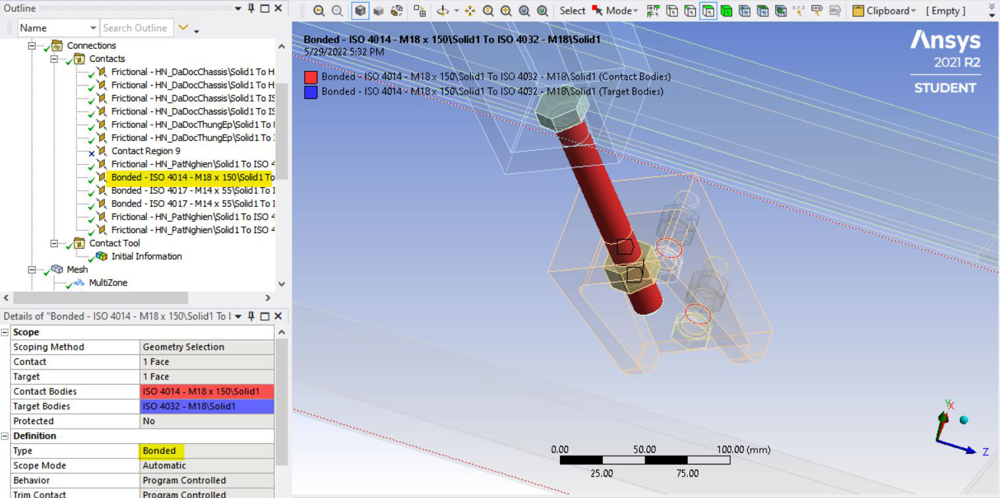 Outline
Name
Search Outline
Select
Mode
Clipboard
[ Empty ]
Connections
Contacts
Frictional - HN_DaDocChassis\Solid1 To H
Frictional - HN_DaDocChassis\Solid1 To H
Frictional - HN_DaDocChassis\Solid1 To IS
Frictional - HN_DaDocChassis\Solid1 To IS
Frictional - HN_DaDocThungEp\Solid1 To I
Frictional - HN_DaDocThungEp\Solid1 To I
Contact Region 9
Frictional - HN_PatNghien\Solid1 To ISO 4
Bonded - ISO 4014 - M18 x 150\Solid1 To
Bonded - ISO 4017 - M14 x 55\Solid1 To I
Bonded - ISO 4017 - M14 x 55\Solid1 To I
Frictional - HN_PatNghien\Solid1 To ISO 4
Frictional - HN_PatNghien\Solid1 To ISO 4
Contact Tool
Initial Information
Mesh
MultiZone
Details of "Bonded - ISO 4014 - M18 x 150\Solid1 To I
Scope
Scoping Method Geometry Selection
Contact 1 Face
Target 1 Face
Contact Bodies ISO 4014 - M18 x 150\Solid1
Target Bodies ISO 4032 - M18\Solid1
Protected No
Definition
Type Bonded
Scope Mode Automatic
Behavior Program Controlled
Trim Contact Program Controlled
Bonded - ISO 4014 - M18 x 150\Solid1 To ISO 4032 - M18\Solid1
5/29/2022 5:32 PM
Bonded - ISO 4014 - M18 x 150\Solid1 To ISO 4032 - M18\Solid1 (Contact Bodies)
Bonded - ISO 4014 - M18 x 150\Solid1 To ISO 4032 - M18\Solid1 (Target Bodies)
Ansys
2021 R2
STUDENT
0.00 50.00 100.00 (mm)
25.00 75.00
Y
X
Z